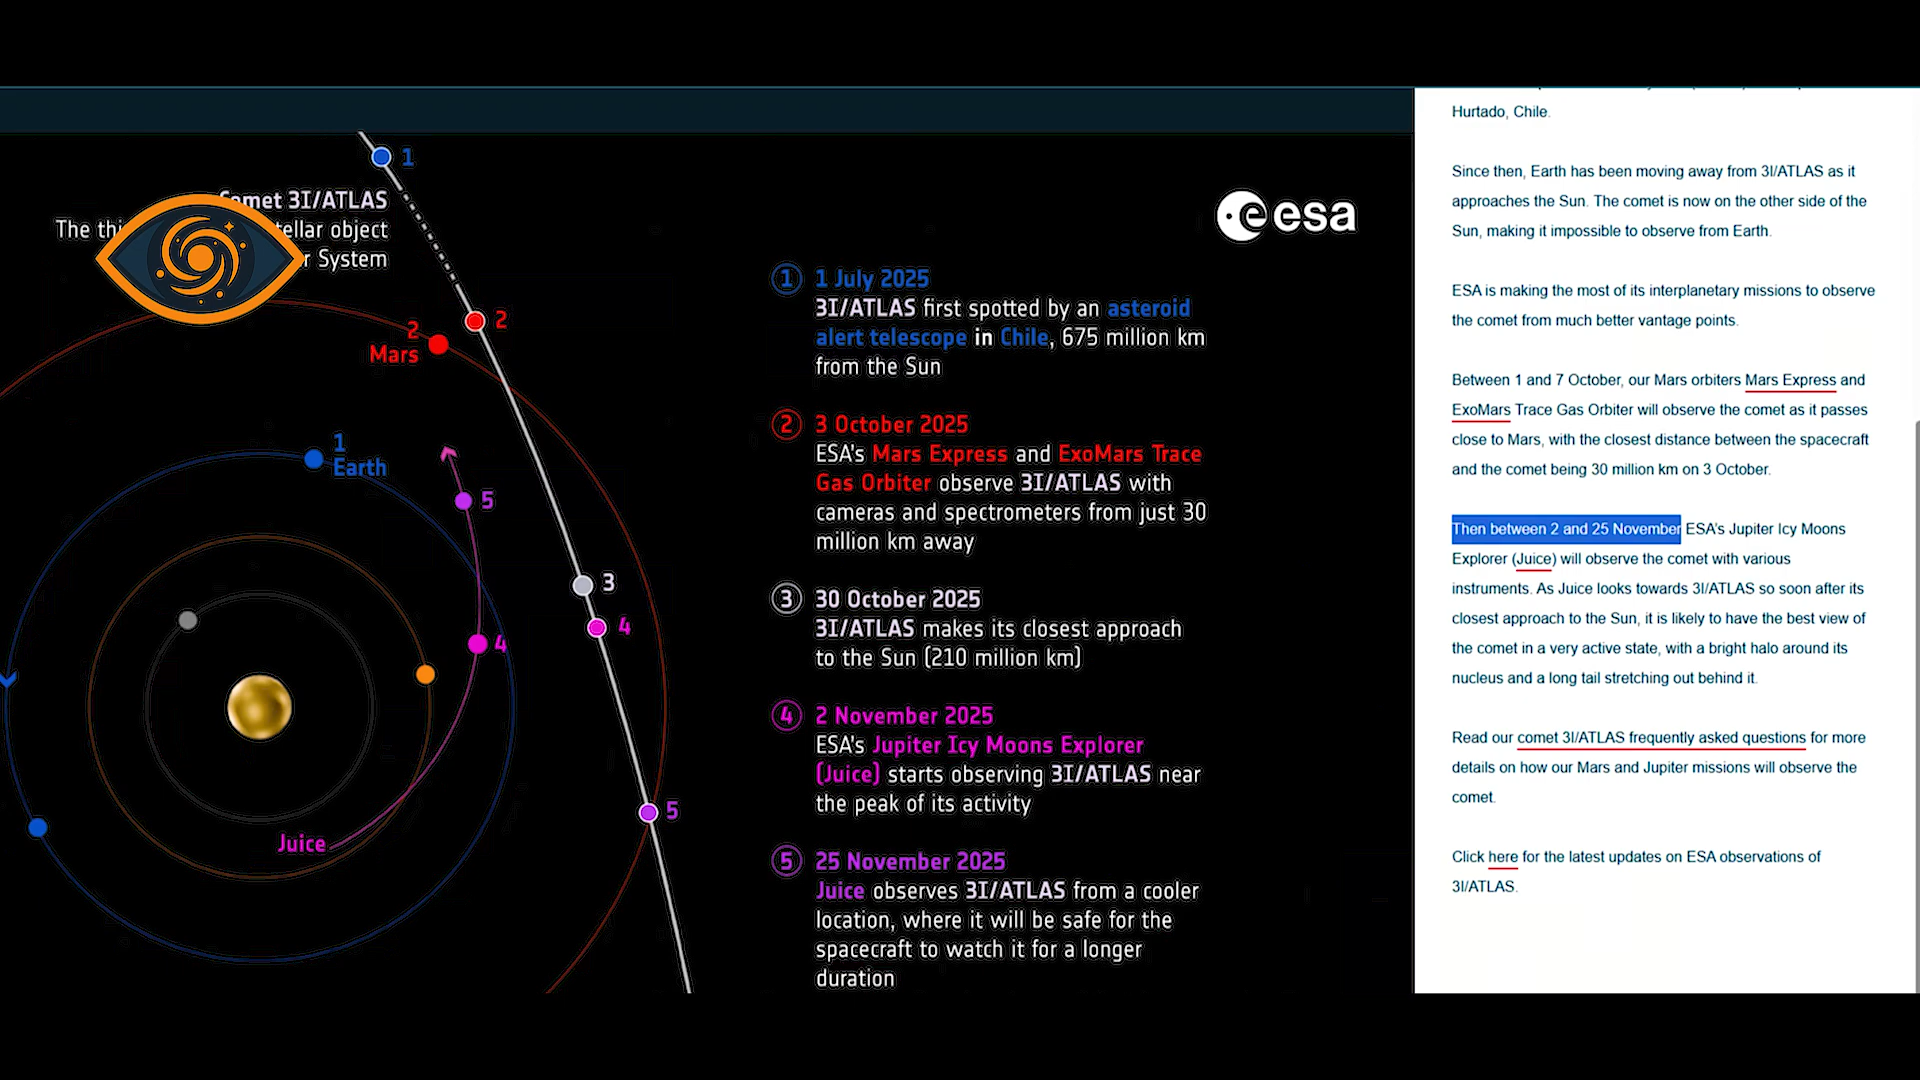 1
Comet 3I/ATLAS
The thi tellar object
r System
2
2
Mars
1
Earth
5
3
4
4
5
Juice
esa
1 1 July 2025
3I/ATLAS first spotted by an asteroid
alert telescope in Chile, 675 million km
from the Sun
2 3 October 2025
ESA's Mars Express and ExoMars Trace
Gas Orbiter observe 3I/ATLAS with
cameras and spectrometers from just 30
million km away
3 30 October 2025
3I/ATLAS makes its closest approach
to the Sun (210 million km)
4 2 November 2025
ESA's Jupiter Icy Moons Explorer
(Juice) starts observing 3I/ATLAS near
the peak of its activity
5 25 November 2025
Juice observes 3I/ATLAS from a cooler
location, where it will be safe for the
spacecraft to watch it for a longer
duration
Hurtado, Chile.
Since then, Earth has been moving away from 3I/ATLAS as it
approaches the Sun. The comet is now on the other side of the
Sun, making it impossible to observe from Earth.
ESA is making the most of its interplanetary missions to observe
the comet from much better vantage points.
Between 1 and 7 October, our Mars orbiters Mars Express and
ExoMars Trace Gas Orbiter will observe the comet as it passes
close to Mars, with the closest distance between the spacecraft
and the comet being 30 million km on 3 October.
Then between 2 and 25 November ESA's Jupiter Icy Moons
Explorer (Juice) will observe the comet with various
instruments. As Juice looks towards 3I/ATLAS so soon after its
closest approach to the Sun, it is likely to have the best view of
the comet in a very active state, with a bright halo around its
nucleus and a long tail stretching out behind it.
Read our comet 3I/ATLAS frequently asked questions for more
details on how our Mars and Jupiter missions will observe the
comet.
Click here for the latest updates on ESA observations of
3I/ATLAS.